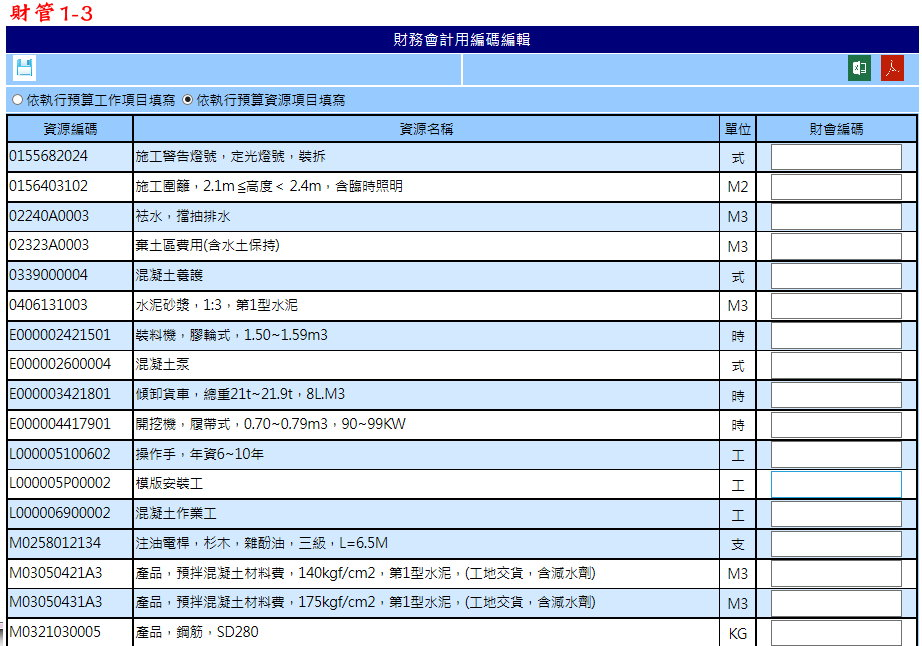 財管1-3
財務會計用編碼編輯
依執行預算工作項目填寫 依執行預算資源項目填寫
資源編碼 資源名稱 單位 財會編碼
0155682024 施工警告燈號，定光燈號，裝拆 式
0156403102 施工圍籬，2.1m≦高度＜2.4m，含臨時照明 M2
02240A0003 袪水，擋抽排水 M3
02323A0003 棄土區費用(含水土保持) M3
0339000004 混凝土養護 式
0406131003 水泥砂漿，1:3，第1型水泥 M3
E000002421501 裝料機，膠輪式，1.50~1.59m3 時
E000002600004 混凝土泵 式
E000003421801 傾卸貨車，總重21t~21.9t，8L.M3 時
E000004417901 開挖機，履帶式，0.70~0.79m3，90~99KW 時
L000005100602 操作手，年資6~10年 工
L000005P00002 模版安裝工 工
L000006900002 混凝土作業工 工
M0258012134 注油電桿，杉木，雜酚油，三級，L=6.5M 支
M03050421A3 產品，預拌混凝土材料費，140kgf/cm2，第1型水泥，(工地交貨，含減水劑) M3
M03050431A3 產品，預拌混凝土材料費，175kgf/cm2，第1型水泥，(工地交貨，含減水劑) M3
M0321030005 產品，鋼筋，SD280 KG